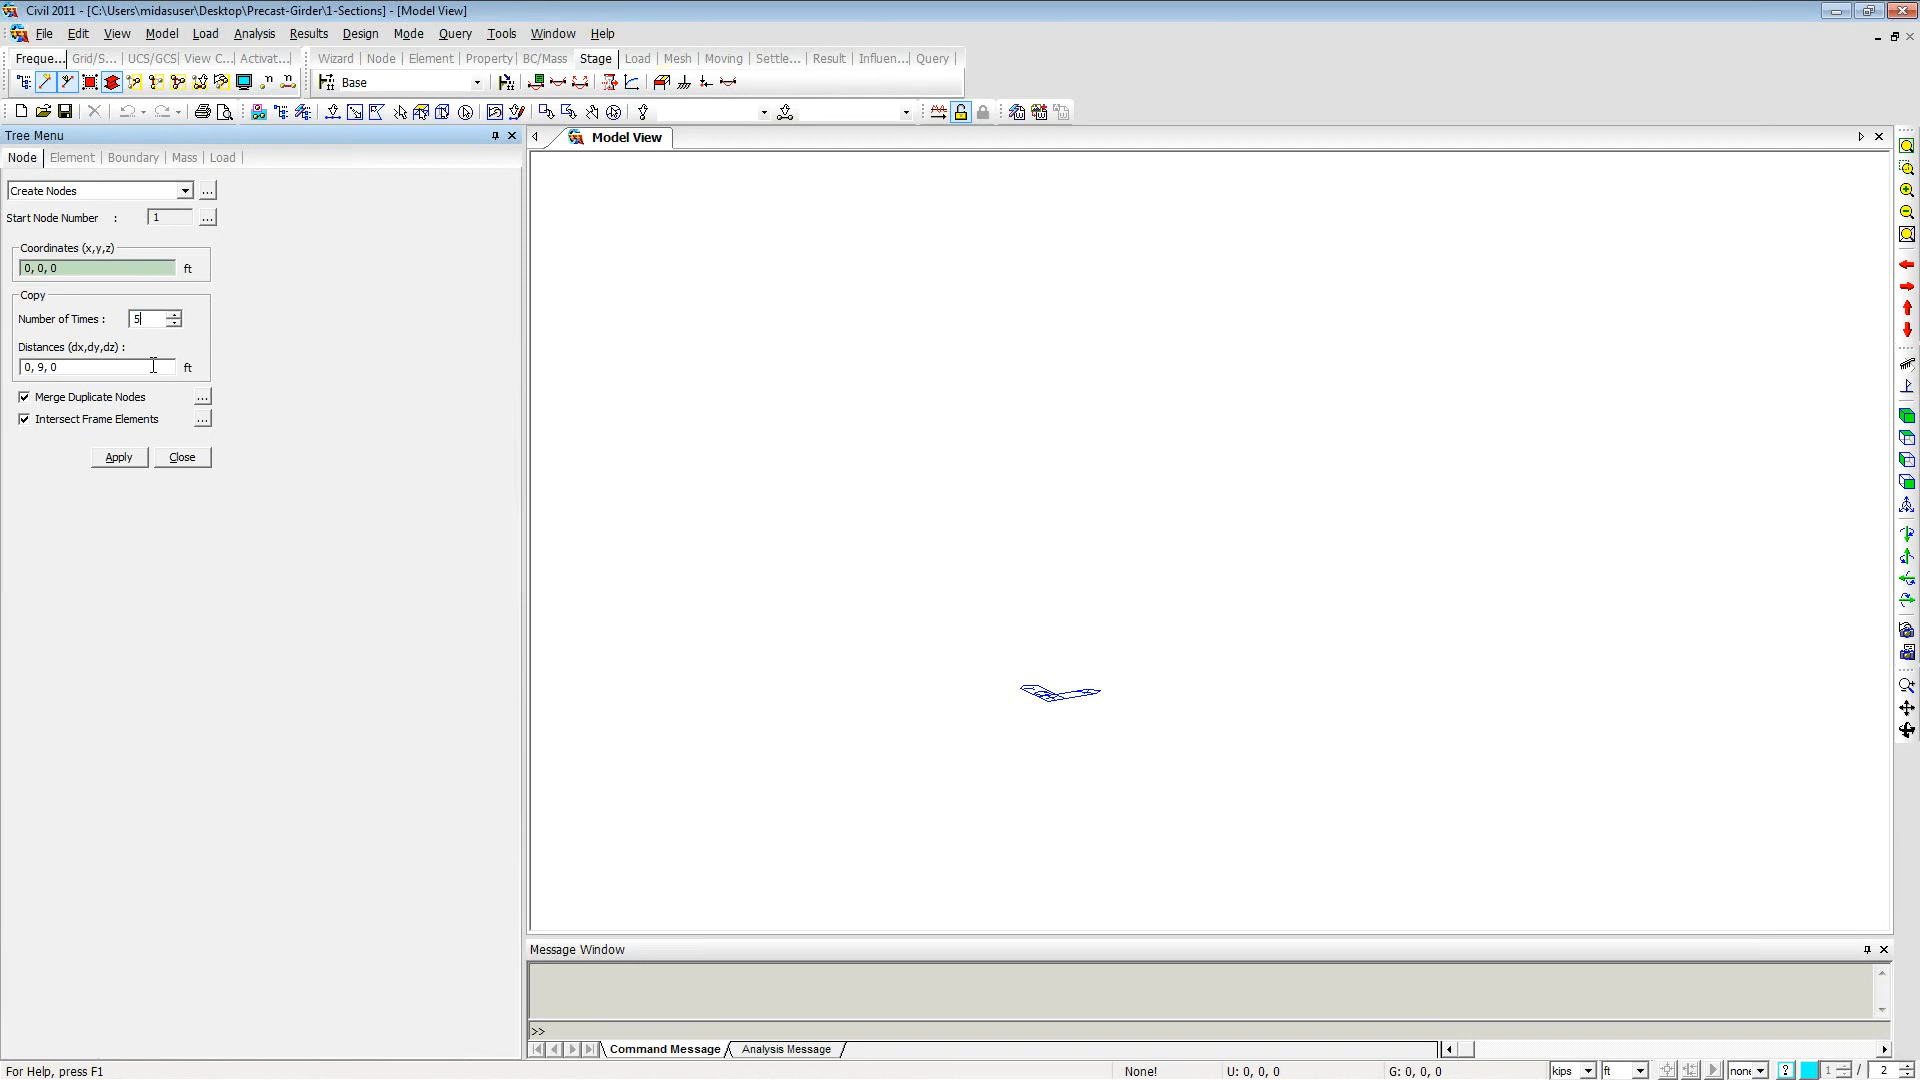 Civil 2011 - [C:\Users\midasuser\Desktop\Precast-Girder\1-Sections] - [Model View]
File Edit View Model Load Analysis Results Design Mode Query Tools Window Help
Freque... Grid/S... UCS/GCS View C... Activat... Wizard Node Element Property BC/Mass Stage Load Mesh Moving Settle... Result Influen... Query
Base
Tree Menu
Model View
Node Element Boundary Mass Load
Create Nodes ...
Start Node Number : 1 ...
Coordinates (x,y,z)
0, 0, 0 ft
Copy
Number of Times : 5
Distances (dx,dy,dz) :
0, 9, 0 ft
Merge Duplicate Nodes ...
Intersect Frame Elements ...
Apply Close
Message Window
>>
Command Message Analysis Message
For Help, press F1 None! U: 0, 0, 0 G: 0, 0, 0 kips ft none ? 1 / 2